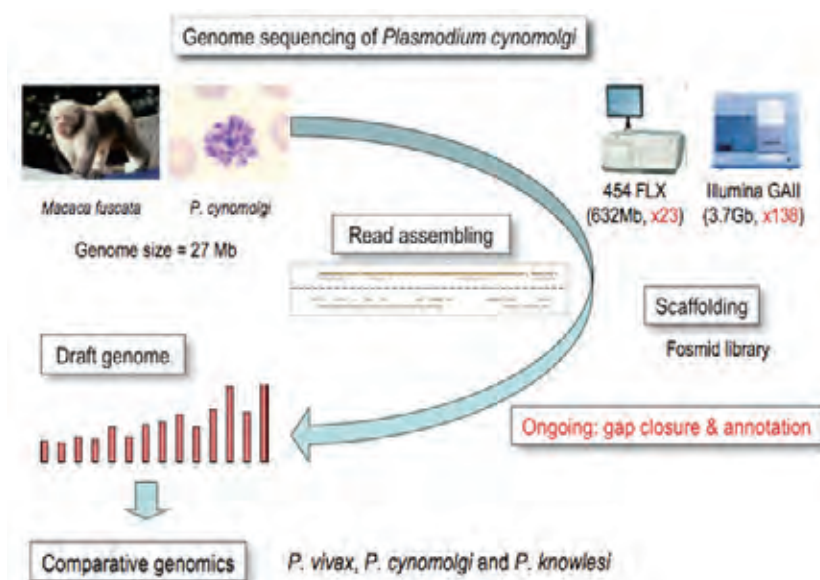 Genome sequencing of Plasmodium cynomolgi
Macaca fuscata
P. cynomolgi
Genome size = 27 Mb
454 FLX
(632Mb, x23)
Illumina GAII
(3.7Gb, x138)
Read assembling
Scaffolding
Fosmid library
Draft genome
Ongoing: gap closure & annotation
Comparative genomics
P. vivax, P. cynomolgi and P. knowlesi